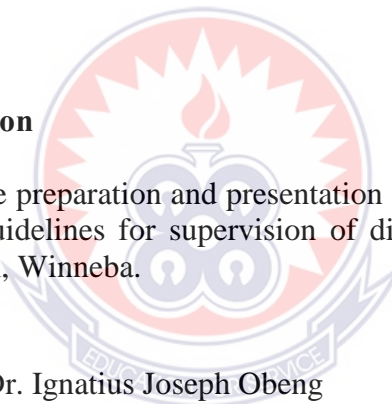 on
e preparation and presentation
uidelines for supervision of di
, Winneba.
Dr. Ignatius Joseph Obeng